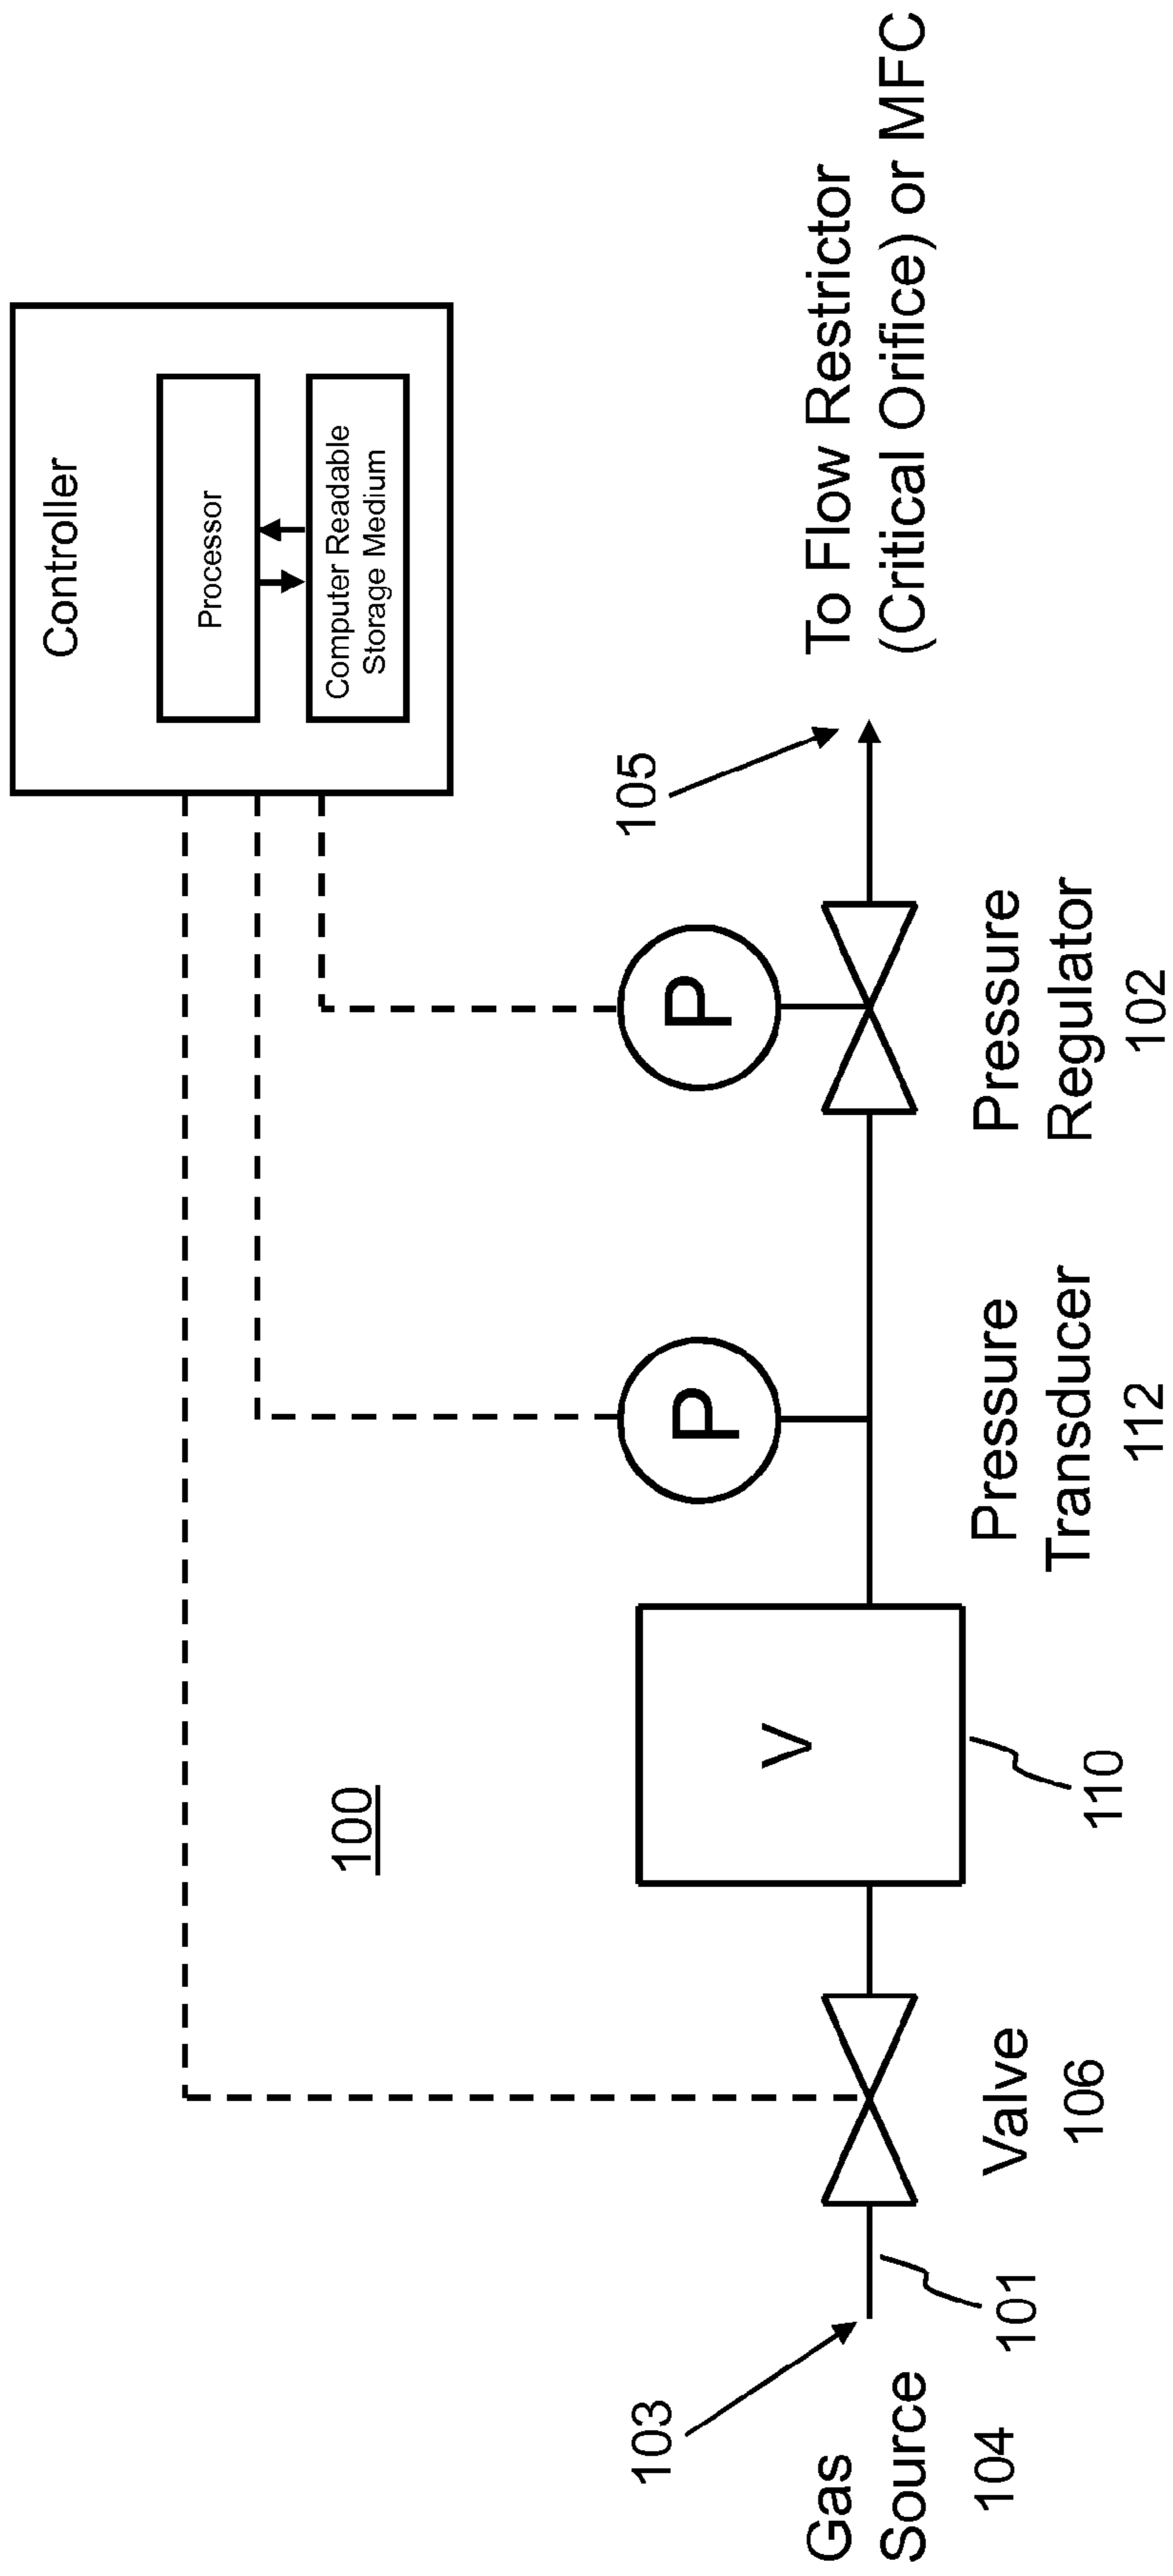 Controller
Processor
Computer Readable
Storage Medium
100
103
105
To Flow Restrictor
(Critical Orifice) or MFC
P
P
V
Gas
Source
104
101
Valve
106
110
Pressure
Transducer
112
Pressure
Regulator
102